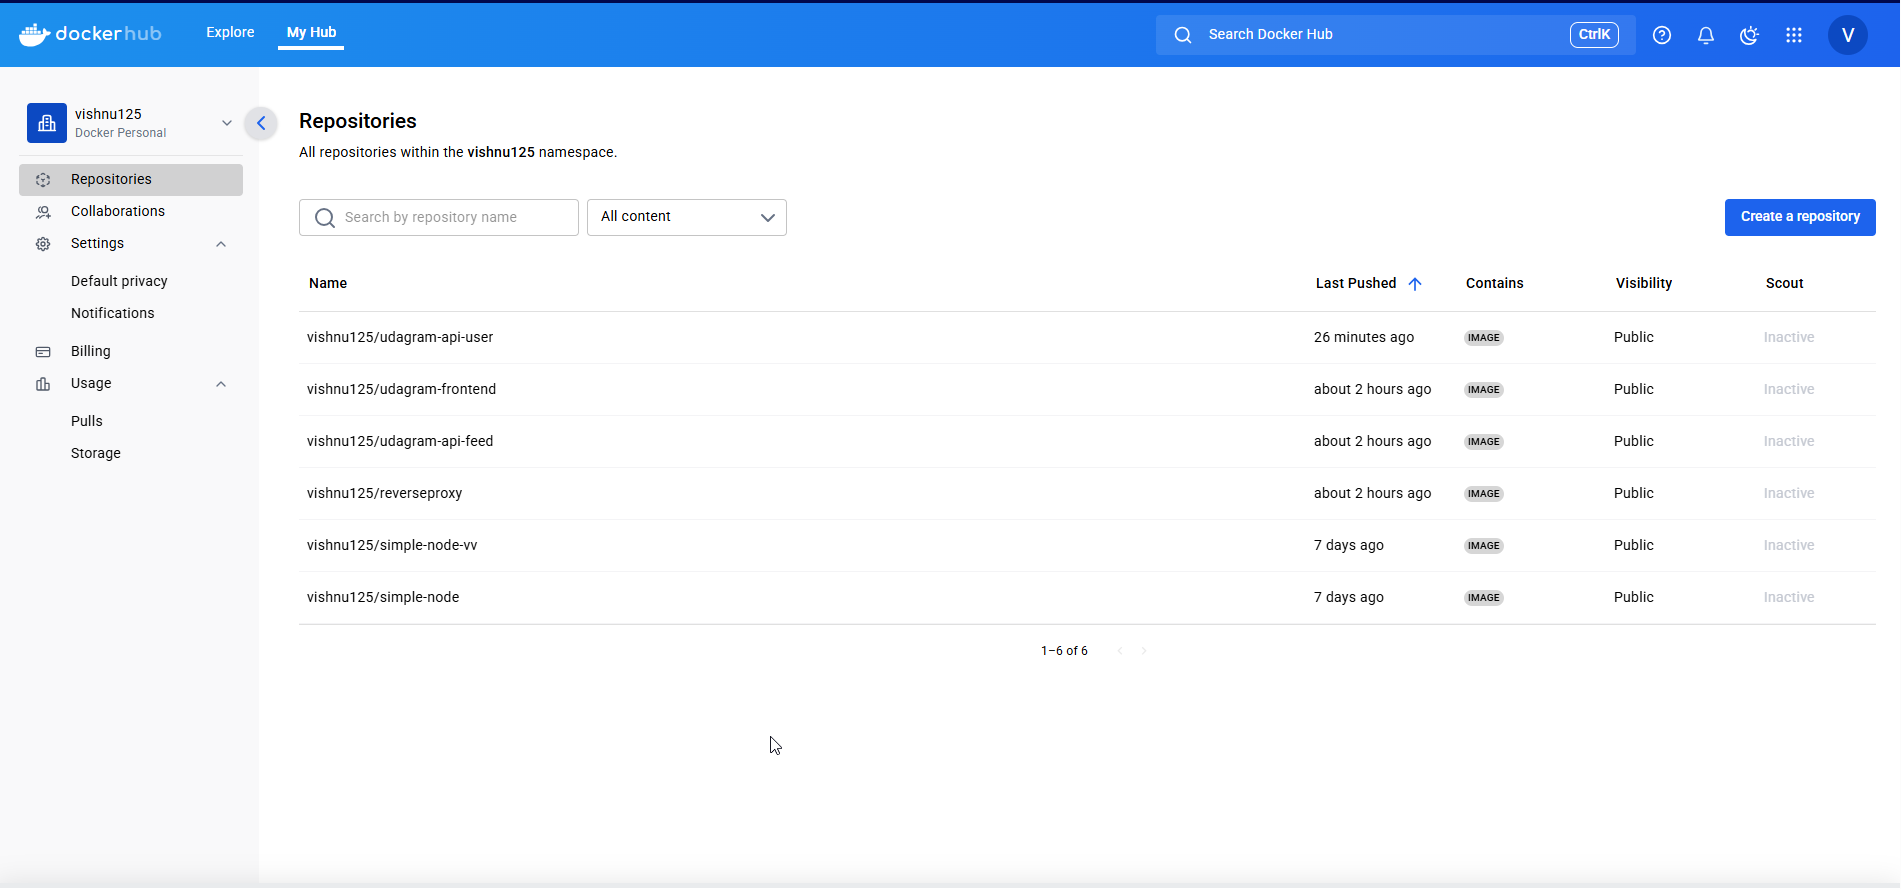 dockerhub Explore My Hub Search Docker Hub CtrlK V
vishnu125
Docker Personal
Repositories
Collaborations
Settings
Default privacy
Notifications
Billing
Usage
Pulls
Storage
Repositories
All repositories within the vishnu125 namespace.
Search by repository name All content Create a repository
Name Last Pushed Contains Visibility Scout
vishnu125/udagram-api-user 26 minutes ago IMAGE Public Inactive
vishnu125/udagram-frontend about 2 hours ago IMAGE Public Inactive
vishnu125/udagram-api-feed about 2 hours ago IMAGE Public Inactive
vishnu125/reverseproxy about 2 hours ago IMAGE Public Inactive
vishnu125/simple-node-vv 7 days ago IMAGE Public Inactive
vishnu125/simple-node 7 days ago IMAGE Public Inactive
1–6 of 6